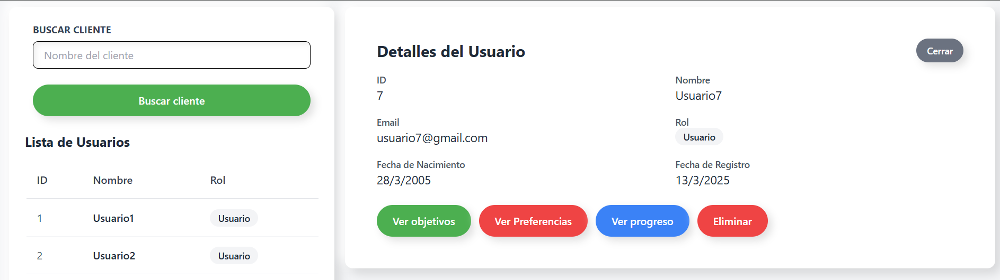 BUSCAR CLIENTE
Nombre del cliente
Buscar cliente
Lista de Usuarios
ID Nombre Rol
1 Usuario1 Usuario
2 Usuario2 Usuario
Detalles del Usuario
Cerrar
ID
7
Nombre
Usuario7
Email
usuario7@gmail.com
Rol
Usuario
Fecha de Nacimiento
28/3/2005
Fecha de Registro
13/3/2025
Ver objetivos
Ver Preferencias
Ver progreso
Eliminar